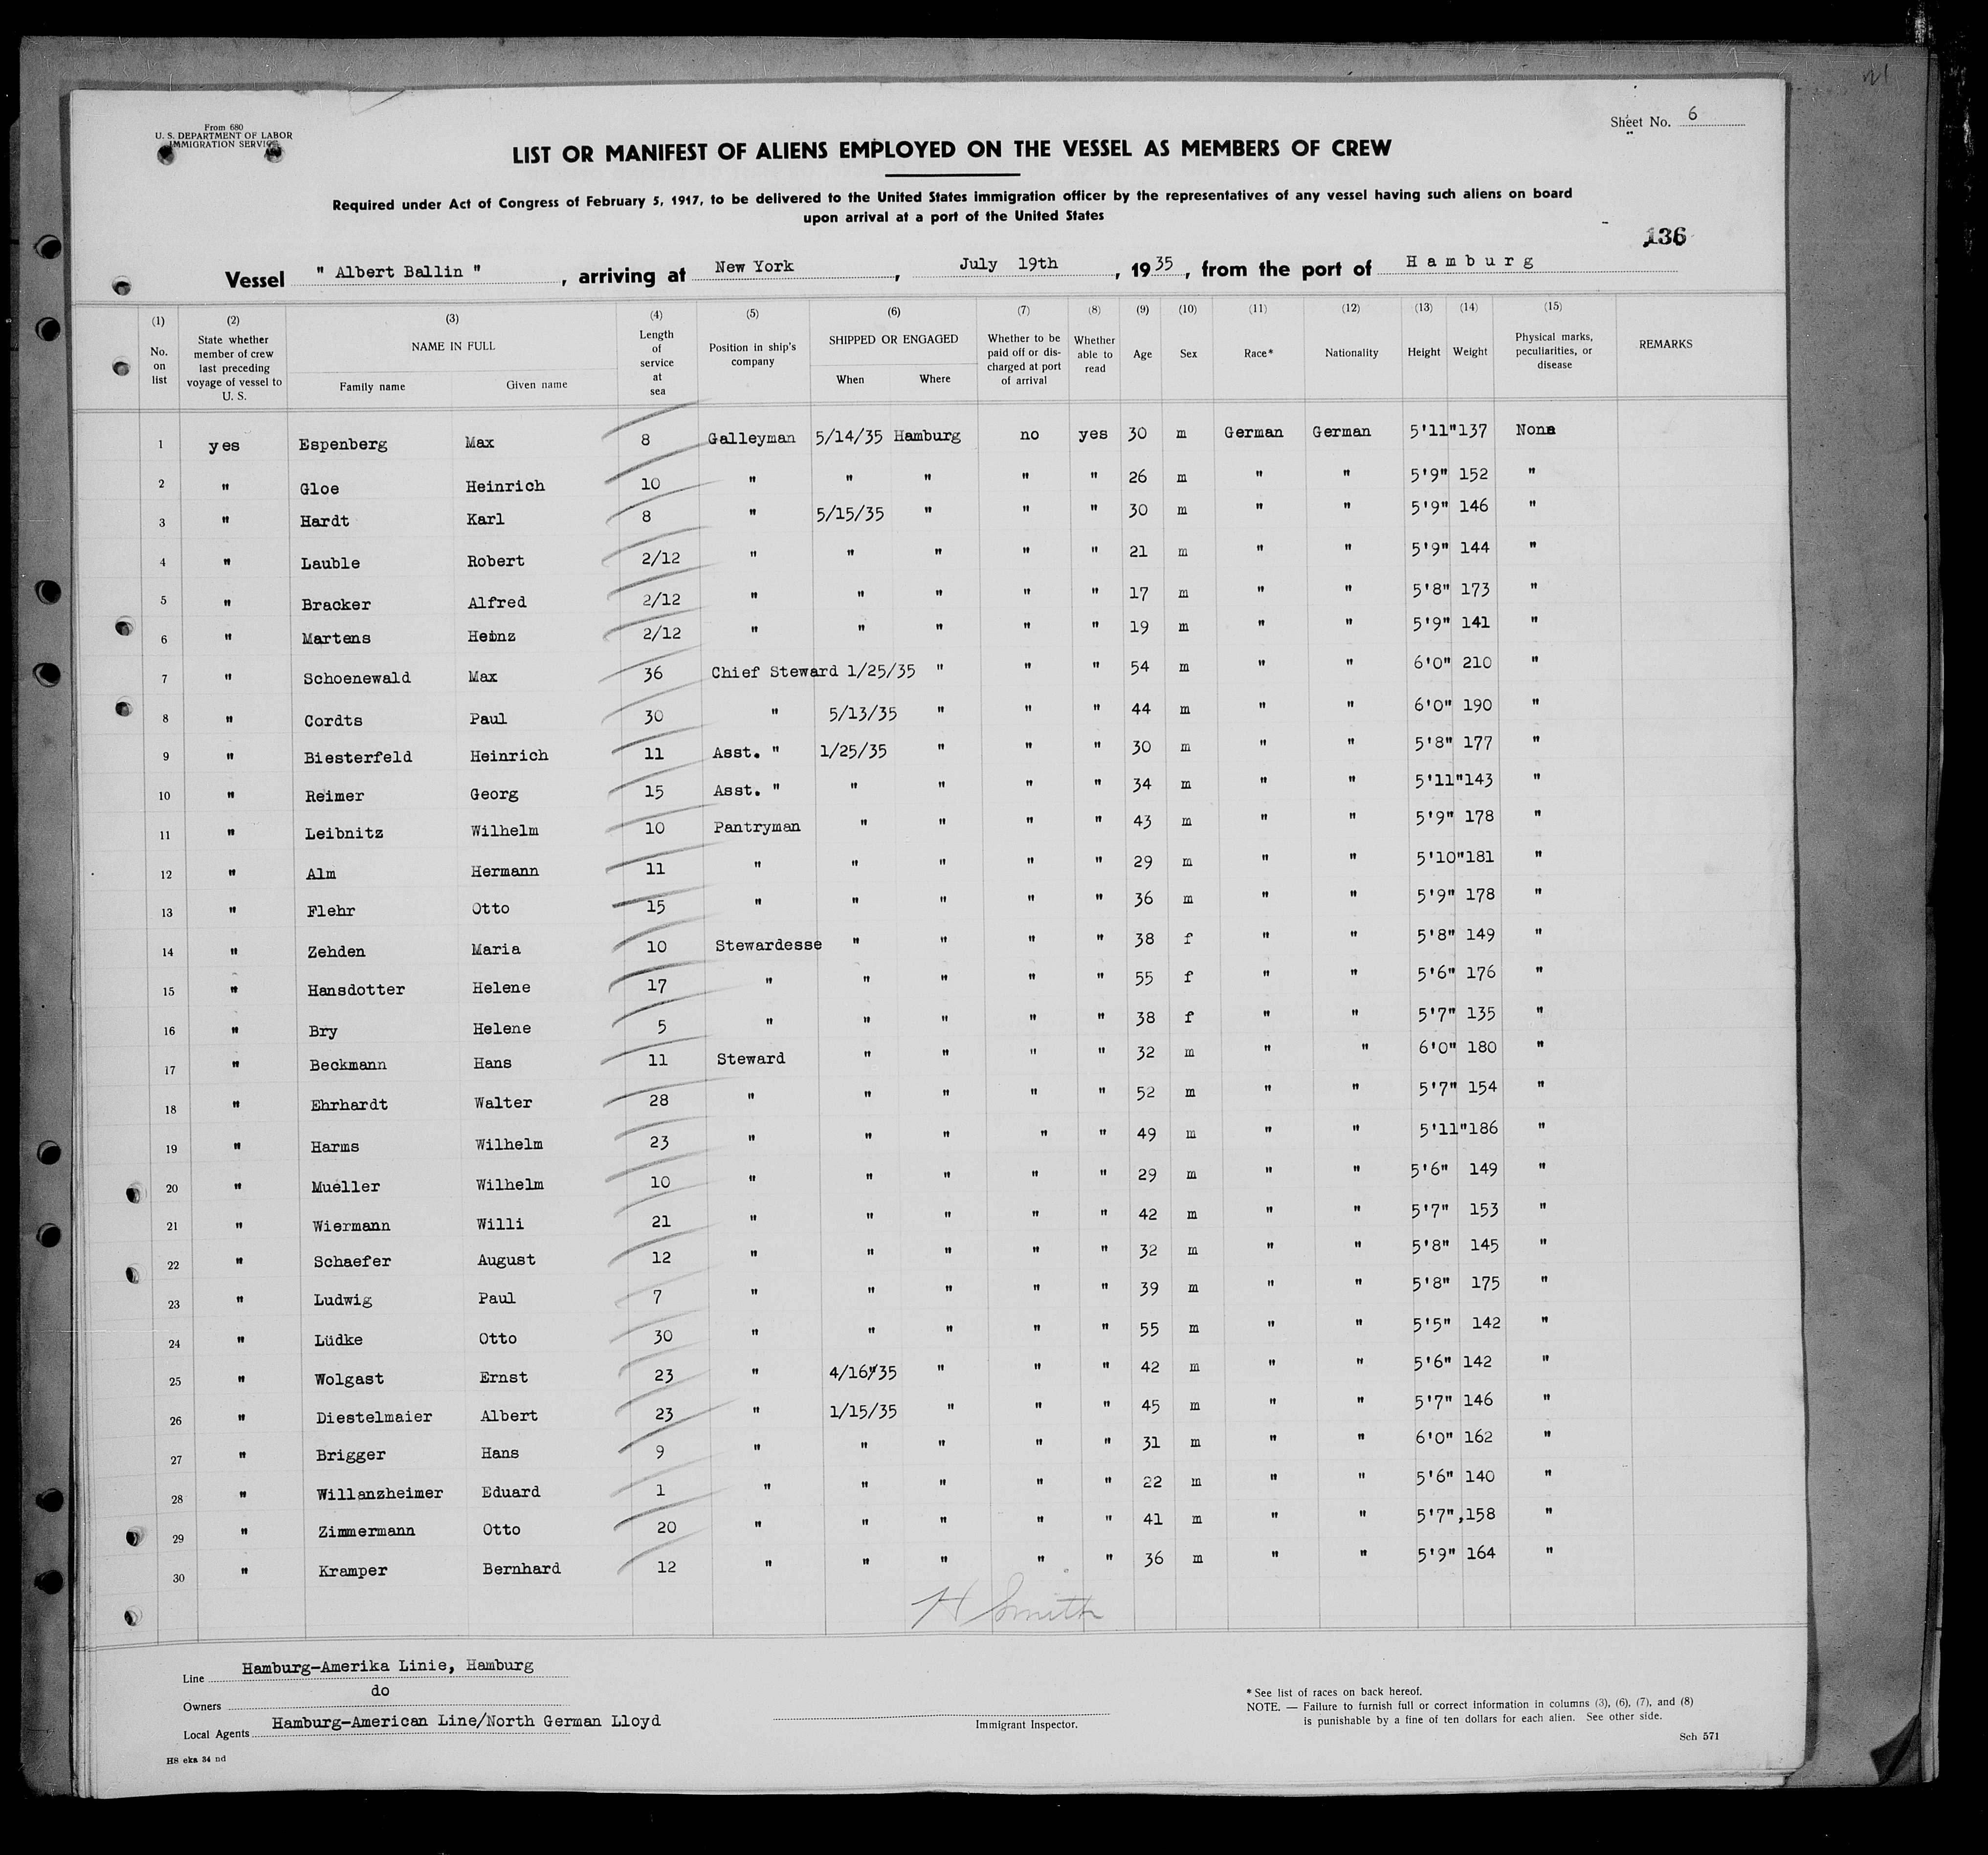 From 680
U. S. DEPARTMENT OF LABOR
IMMIGRATION SERVICE
Sheet No. 6
LIST OR MANIFEST OF ALIENS EMPLOYED ON THE VESSEL AS MEMBERS OF CREW
Required under Act of Congress of February 5, 1917, to be delivered to the United States immigration officer by the representatives of any vessel having such aliens on board
upon arrival at a port of the United States
136
Vessel " Albert Ballin " , arriving at New York , July 19th , 1935 , from the port of Hamburg
(1) (2) (3) (4) (5) (6) (7) (8) (9) (10) (11) (12) (13) (14) (15)
No. on list State whether member of crew last preceding voyage of vessel to U. S. NAME IN FULL Family name Given name Length of service at sea Position in ship's company SHIPPED OR ENGAGED When Where Whether to be paid off or discharged at port of arrival Whether able to read Age Sex Race* Nationality Height Weight Physical marks, peculiarities, or disease REMARKS
1 yes Espenberg Max 8 Galleyman 5/14/35 Hamburg no yes 30 m German German 5'11" 137 None
2 " Gloe Heinrich 10 " " " " " 26 m " " 5'9" 152 "
3 " Hardt Karl 8 " 5/15/35 " " " 30 m " " 5'9" 146 "
4 " Lauble Robert 2/12 " " " " " 21 m " " 5'9" 144 "
5 " Bracker Alfred 2/12 " " " " " 17 m " " 5'8" 173 "
6 " Martens Heinz 2/12 " " " " " 19 m " " 5'9" 141 "
7 " Schoenewald Max 36 Chief Steward 1/25/35 " " " 54 m " " 6'0" 210 "
8 " Cordts Paul 30 " 5/13/35 " " " 44 m " " 6'0" 190 "
9 " Biesterfeld Heinrich 11 Asst. " 1/25/35 " " " 30 m " " 5'8" 177 "
10 " Reimer Georg 15 Asst. " " " " " 34 m " " 5'11" 143 "
11 " Leibnitz Wilhelm 10 Pantryman " " " " 43 m " " 5'9" 178 "
12 " Alm Hermann 11 " " " " " 29 m " " 5'10" 181 "
13 " Flehr Otto 15 " " " " " 36 m " " 5'9" 178 "
14 " Zehden Maria 10 Stewardesse " " " " 38 f " " 5'8" 149 "
15 " Hansdotter Helene 17 " " " " " 55 f " " 5'6" 176 "
16 " Bry Helene 5 " " " " " 38 f " " 5'7" 135 "
17 " Beckmann Hans 11 Steward " " " " 32 m " " 6'0" 180 "
18 " Ehrhardt Walter 28 " " " " " 52 m " " 5'7" 154 "
19 " Harms Wilhelm 23 " " " " " 49 m " " 5'11" 186 "
20 " Mueller Wilhelm 10 " " " " " 29 m " " 5'6" 149 "
21 " Wiermann Willi 21 " " " " " 42 m " " 5'7" 153 "
22 " Schaefer August 12 " " " " " 32 m " " 5'8" 145 "
23 " Ludwig Paul 7 " " " " " 39 m " " 5'8" 175 "
24 " Lüdke Otto 30 " " " " " 55 m " " 5'5" 142 "
25 " Wolgast Ernst 23 " 4/16/35 " " " 42 m " " 5'6" 142 "
26 " Diestelmaier Albert 23 " 1/15/35 " " " 45 m " " 5'7" 146 "
27 " Brigger Hans 9 " " " " " 31 m " " 6'0" 162 "
28 " Willanzheimer Eduard 1 " " " " " 22 m " " 5'6" 140 "
29 " Zimmermann Otto 20 " " " " " 41 m " " 5'7", 158 "
30 " Kramper Bernhard 12 " " " " " 36 m " " 5'9" 164 "
H Smith
Line Hamburg-Amerika Linie, Hamburg
Owners do
Local Agents Hamburg-American Line/North German Lloyd
Immigrant Inspector.
* See list of races on back hereof.
NOTE. — Failure to furnish full or correct information in columns (3), (6), (7), and (8)
is punishable by a fine of ten dollars for each alien. See other side.
Sch 571
HS eka 34 nd